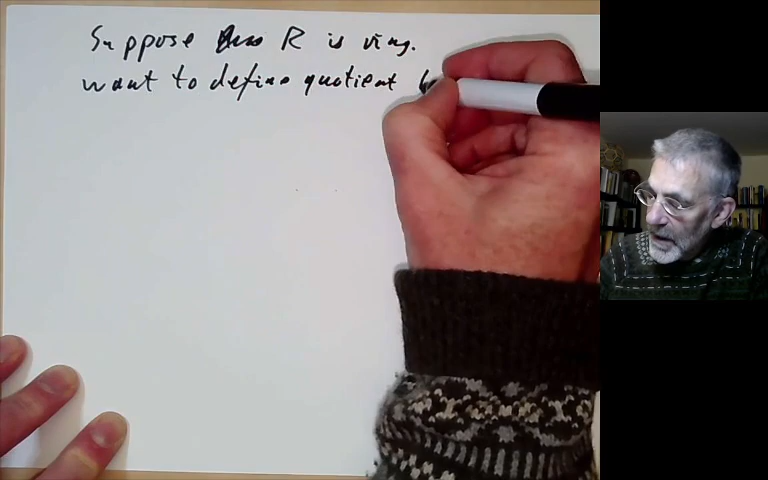 Suppose R is ring.
want to define quotient